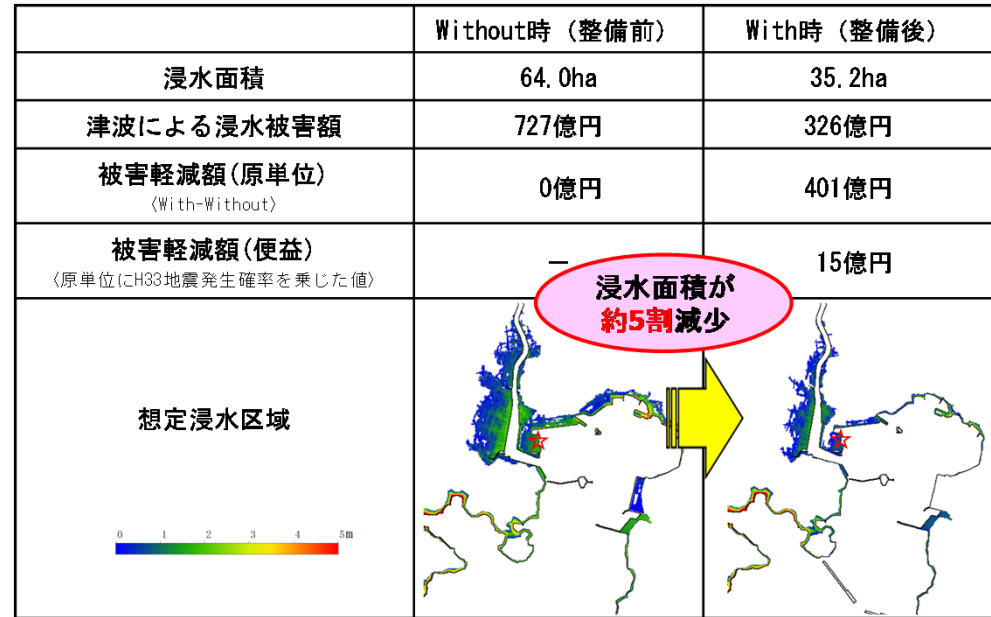 Without時（整備前）
With時（整備後）
浸水面積
64.0ha
35.2ha
津波による浸水被害額
727億円
326億円
被害軽減額(原単位)
〈With-Without〉
0億円
401億円
被害軽減額(便益)
〈原単位にH33地震発生確率を乗じた値〉
－
15億円
浸水面積が
約5割減少
想定浸水区域
0 1 2 3 4 5m